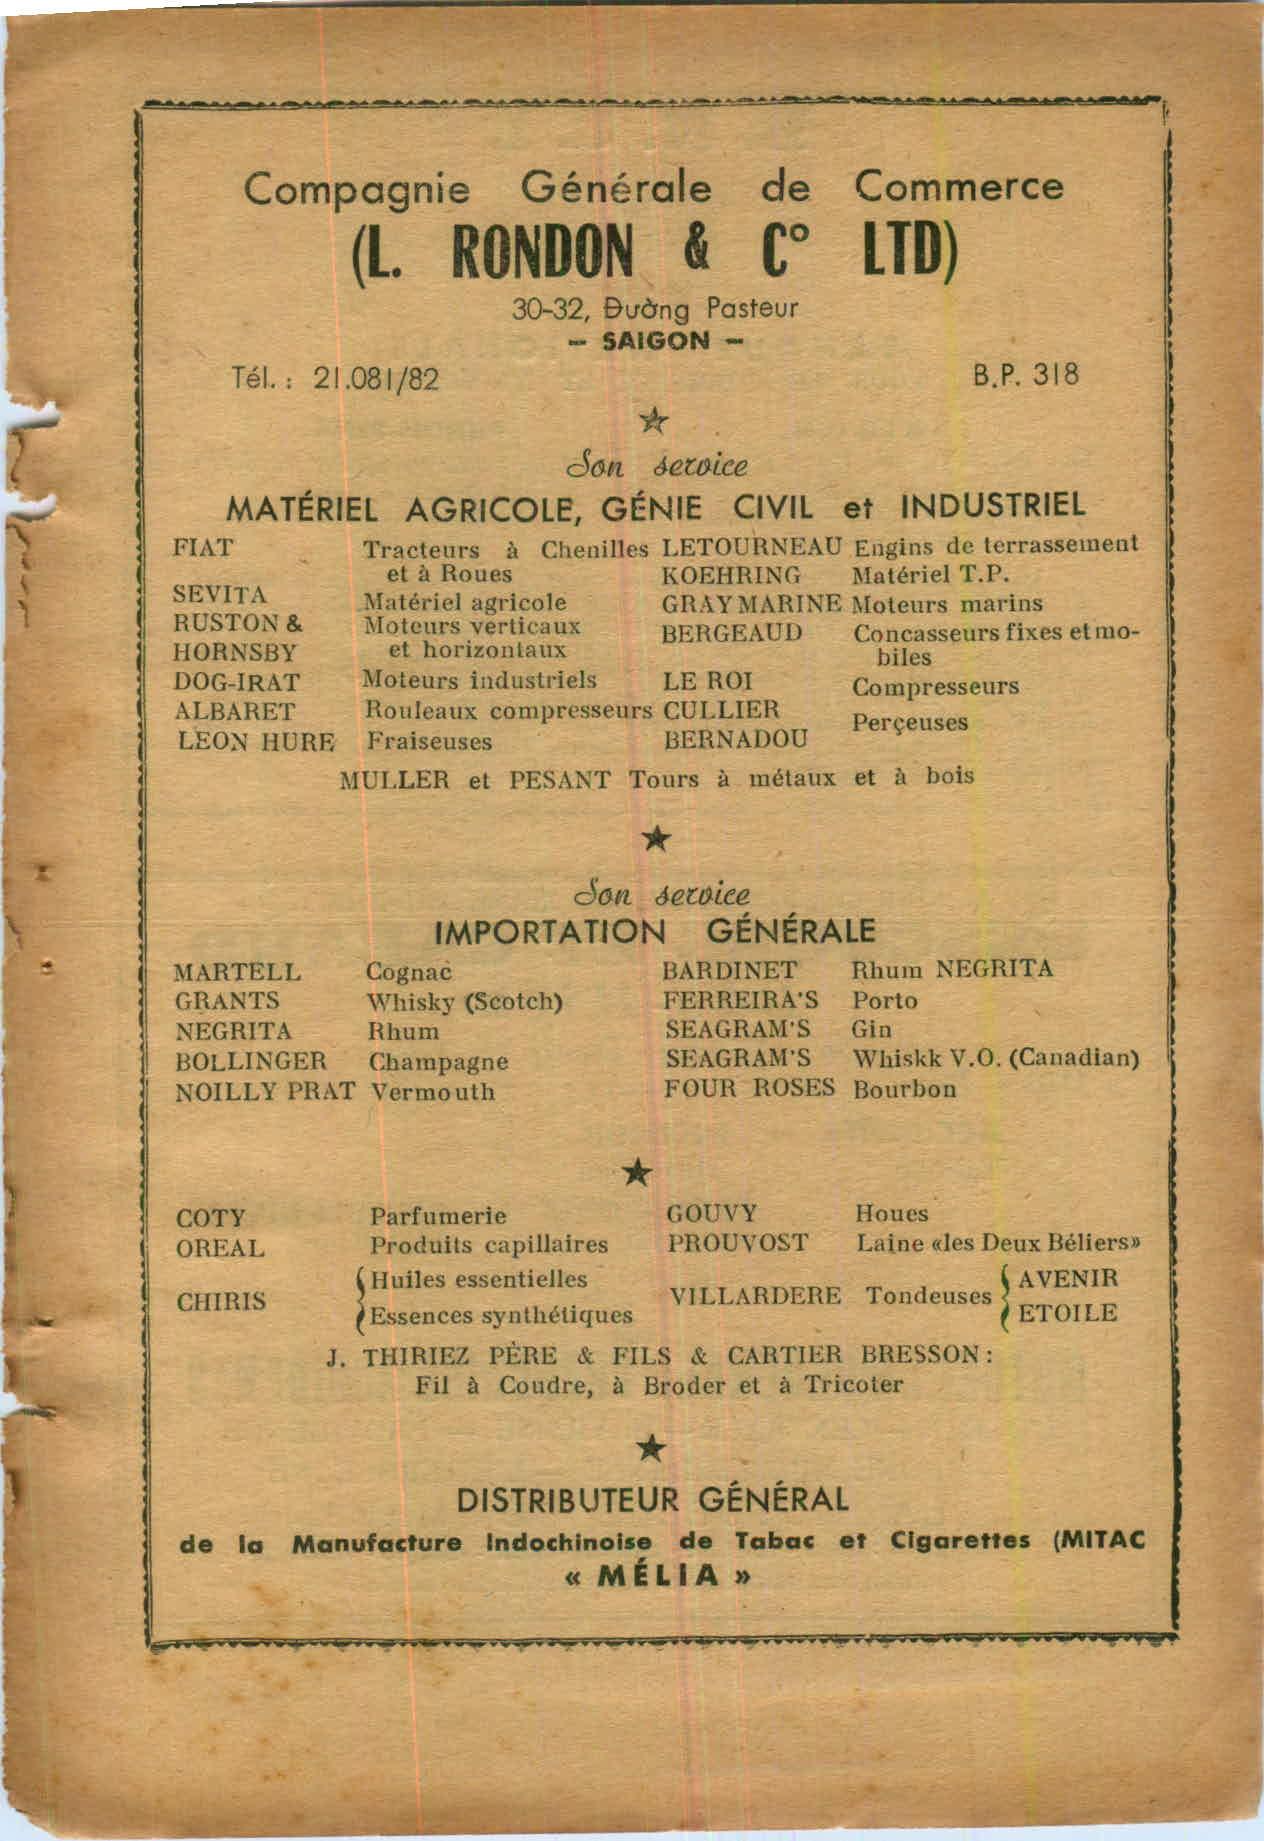 Compagnie Générale de Commerce
(L. RONDON & C° LTD)
30-32, Đường Pasteur
- SAIGON -
Tél. : 21.081/82 B.P. 318
Son service
MATÉRIEL AGRICOLE, GÉNIE CIVIL et INDUSTRIEL
FIAT Tracteurs à Chenilles
et à Roues
SEVITA Matériel agricole
RUSTON & Moteurs verticaux
HORNSBY et horizontaux
DOG-IRAT Moteurs industriels
ALBARET Rouleaux compresseurs
LEON HURE Fraiseuses
LETOURNEAU Engins de terrassement
KOEHRING Matériel T.P.
GRAY MARINE Moteurs marins
BERGEAUD Concasseurs fixes et mo-
biles
LE ROI Compresseurs
CULLIER Perçeuses
BERNADOU
MULLER et PESANT Tours à métaux et à bois
Son service
IMPORTATION GÉNÉRALE
MARTELL Cognac
GRANTS Whisky (Scotch)
NEGRITA Rhum
BOLLINGER Champagne
NOILLY PRAT Vermouth
BARDINET Rhum NEGRITA
FERREIRA'S Porto
SEAGRAM'S Gin
SEAGRAM'S Whiskk V.O. (Canadian)
FOUR ROSES Bourbon
COTY Parfumerie
OREAL Produits capillaires
CHIRIS Huiles essentielles
Essences synthétiques
GOUVY Houes
PROUVOST Laine «les Deux Béliers»
VILLARDERE Tondeuses AVENIR
ETOILE
J. THIRIEZ PÈRE & FILS & CARTIER BRESSON :
Fil à Coudre, à Broder et à Tricoter
DISTRIBUTEUR GÉNÉRAL
de la Manufacture Indochinoise de Tabac et Cigarettes (MITAC
« MÉLIA »